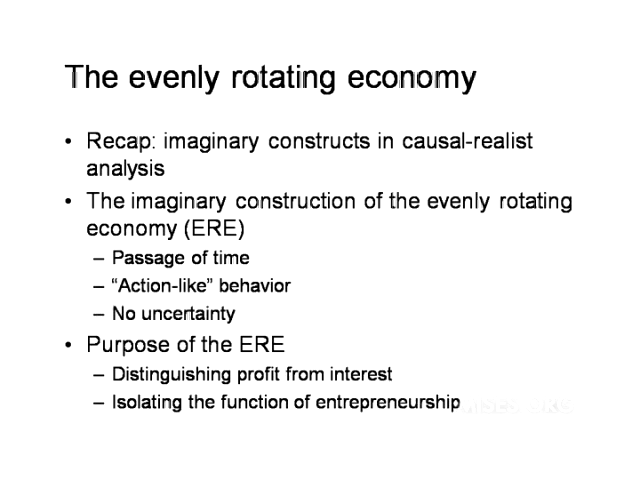 The evenly rotating economy
• Recap: imaginary constructs in causal-realist
analysis
• The imaginary construction of the evenly rotating
economy (ERE)
– Passage of time
– “Action-like” behavior
– No uncertainty
• Purpose of the ERE
– Distinguishing profit from interest
– Isolating the function of entrepreneurship